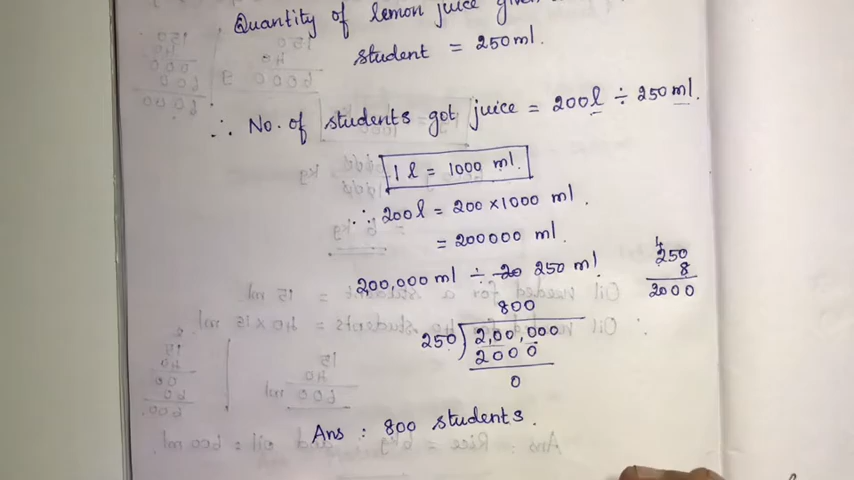 Quantity of lemon juice given
student = 250 ml.
∴ No. of students got juice = 200 l ÷ 250 ml.
1 l = 1000 ml.
∴ 200 l = 200 × 1000 ml.
= 200000 ml.
200,000 ml ÷ 250 ml.
4
250
8
2000
800
250) 2,00,000
2000
0
Ans : 800 students.